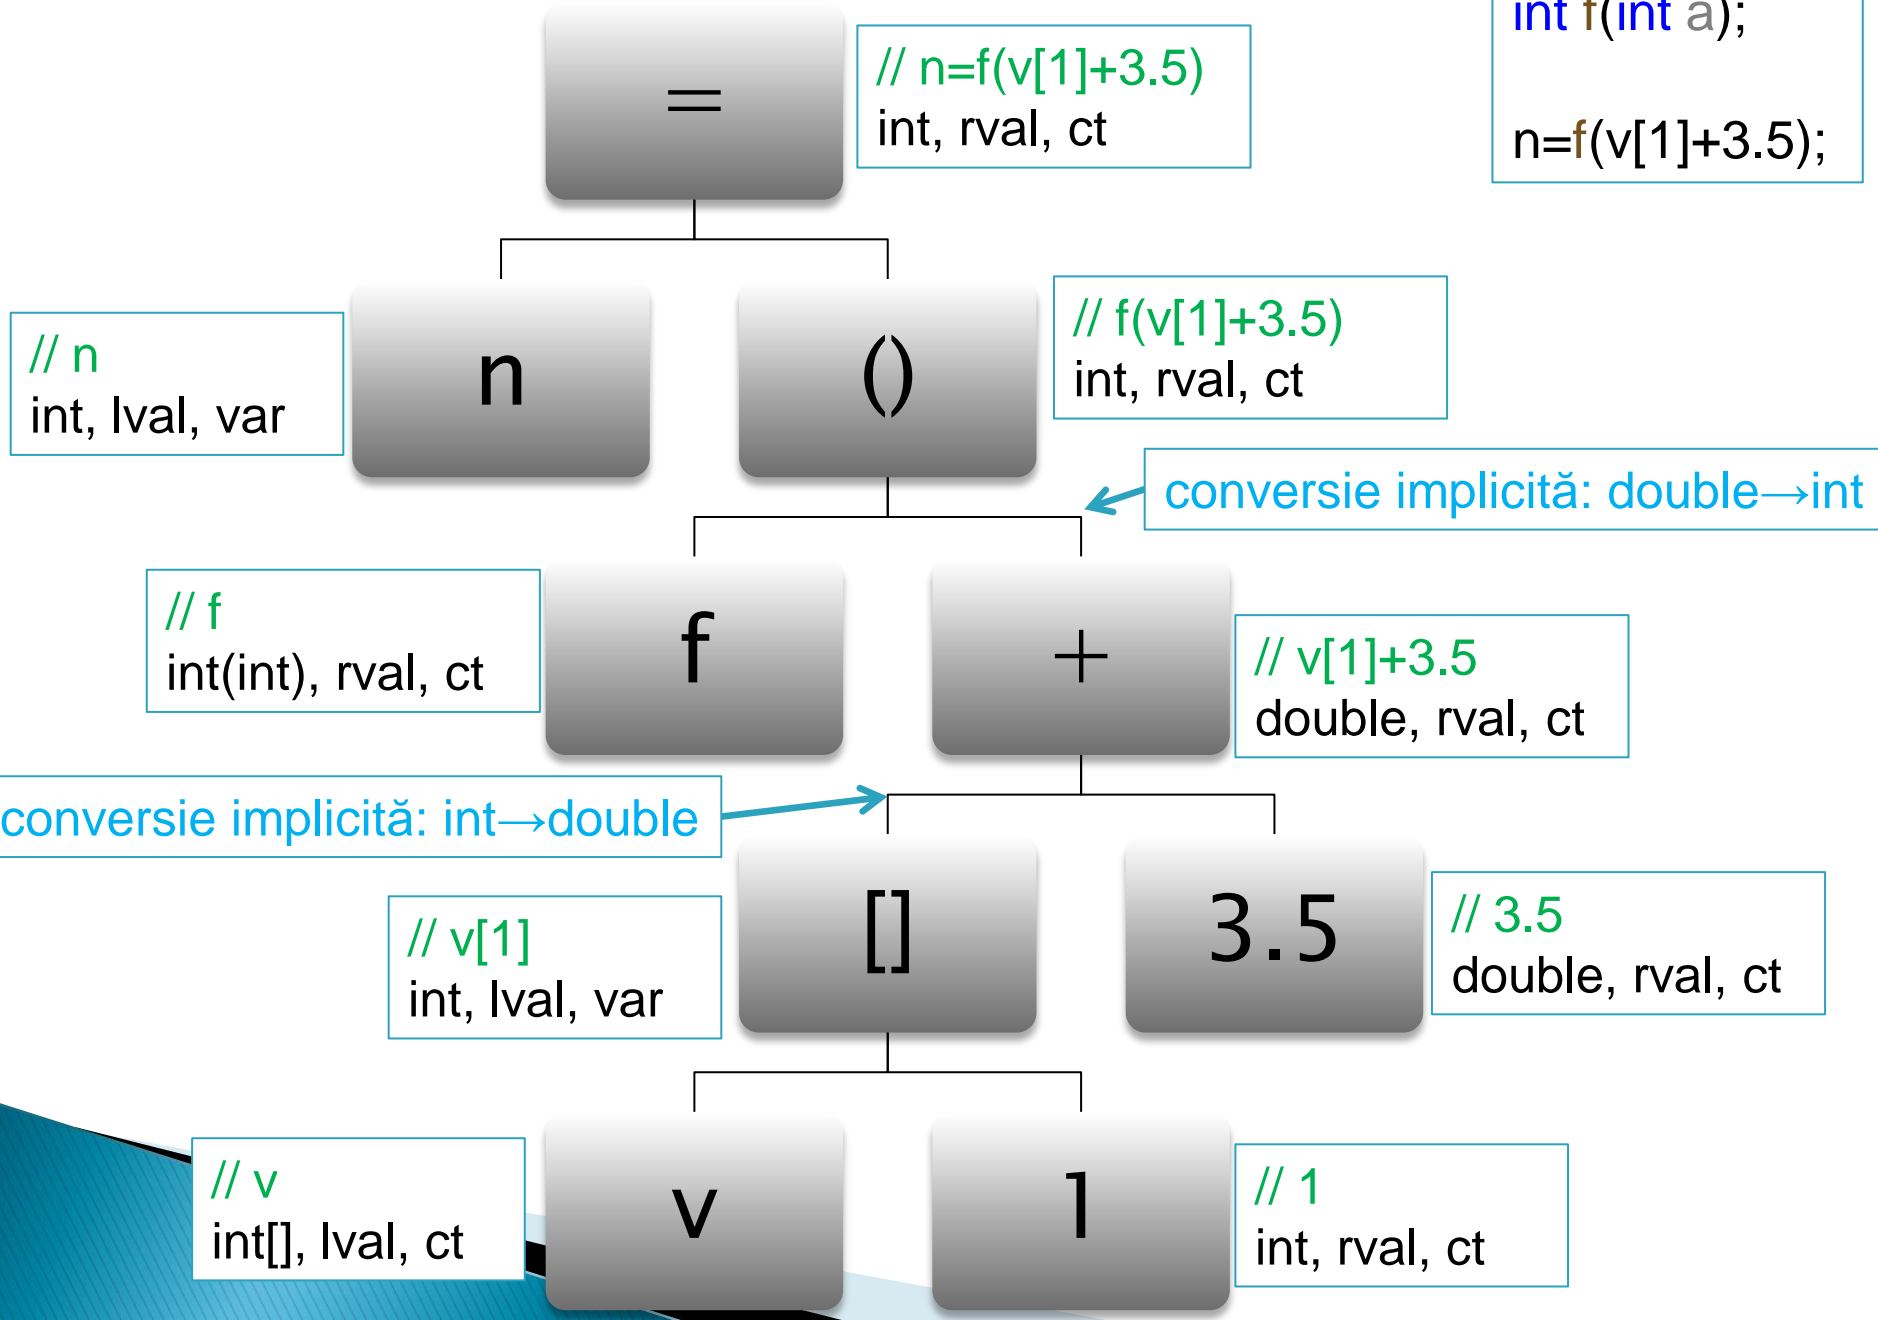 int f(int a);
n=f(v[1]+3.5);
=
// n=f(v[1]+3.5)
int, rval, ct
// n
int, lval, var
n
()
// f(v[1]+3.5)
int, rval, ct
conversie implicită: double→int
// f
int(int), rval, ct
f
+
// v[1]+3.5
double, rval, ct
conversie implicită: int→double
// v[1]
int, lval, var
[]
3.5
// 3.5
double, rval, ct
// v
int[], lval, ct
v
1
// 1
int, rval, ct